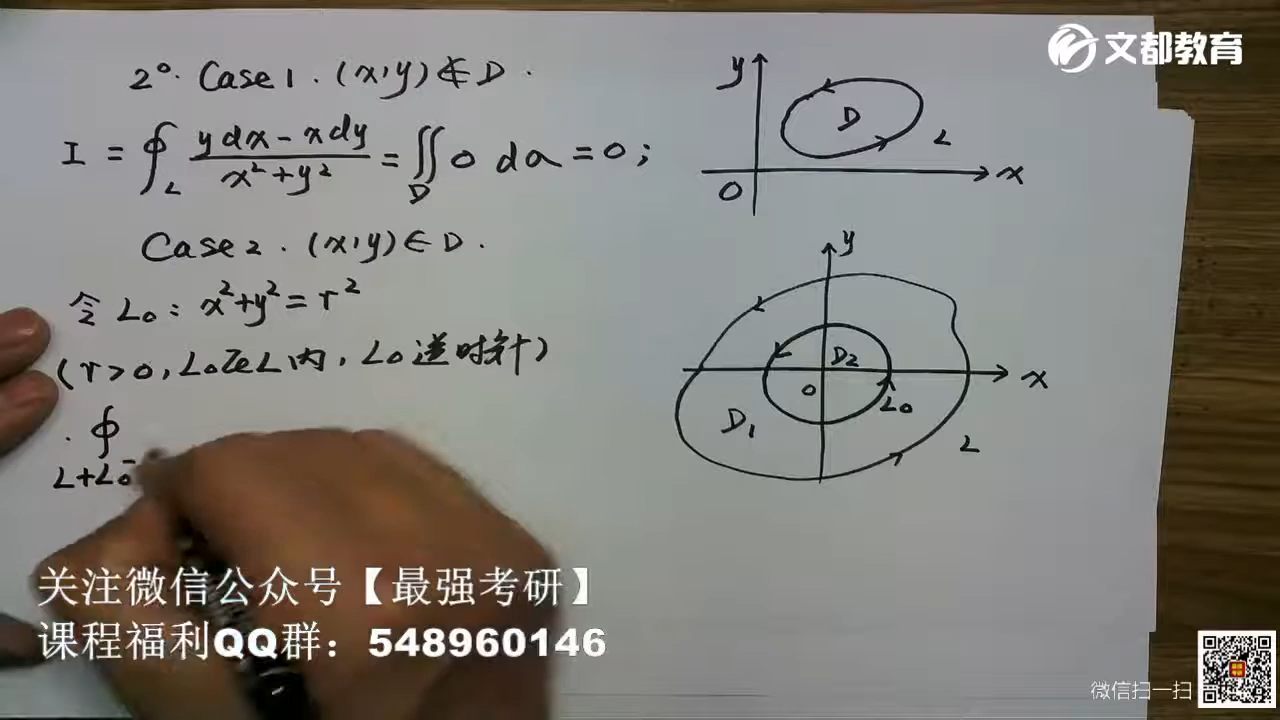 文都教育
2°. Case 1. (x,y) ∉ D.
I = ∮_L (ydx - xdy)/(x²+y²) = ∬_D 0 da = 0;
y
D
L
O
x
Case 2. (x,y) ∈ D.
令 L₀: x²+y² = r²
(r>0, L₀在L内, L₀逆时针)
y
D₂
O
x
L₀
D₁
L
· ∮_{L+L₀⁻}
关注微信公众号【最强考研】
课程福利QQ群：548960146
微信扫一扫